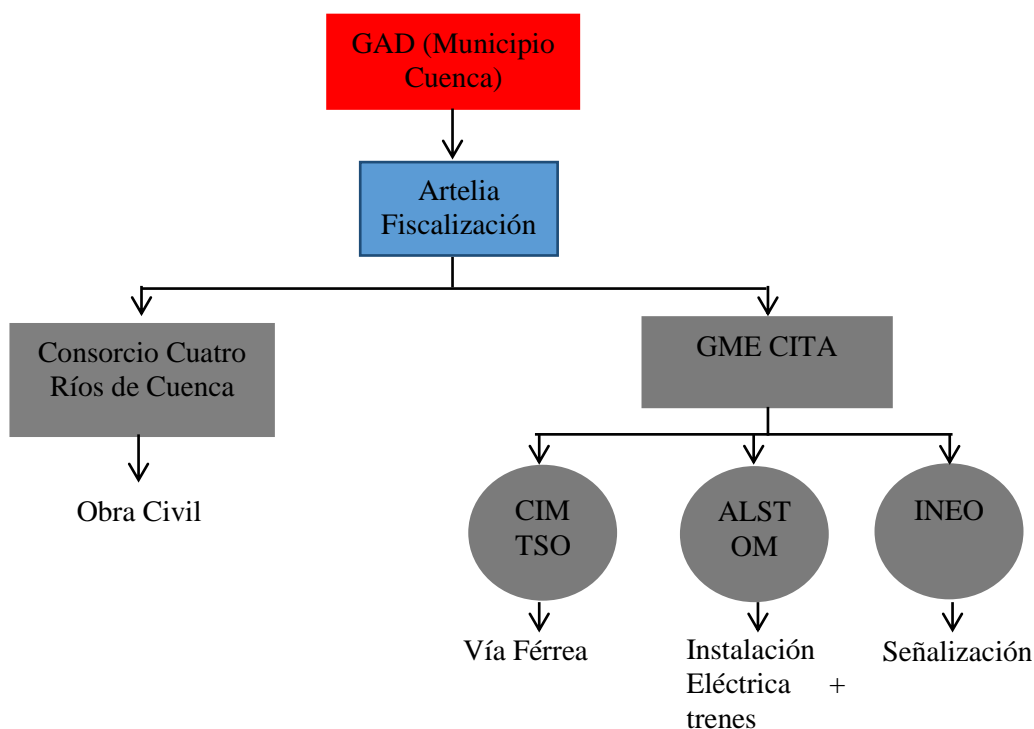 GAD (Municipio
Cuenca)
Artelia
Fiscalización
Consorcio Cuatro
Ríos de Cuenca
GME CITA
Obra Civil
CIM
TSO
ALST
OM
INEO
Vía Férrea
Instalación
Eléctrica +
trenes
Señalización